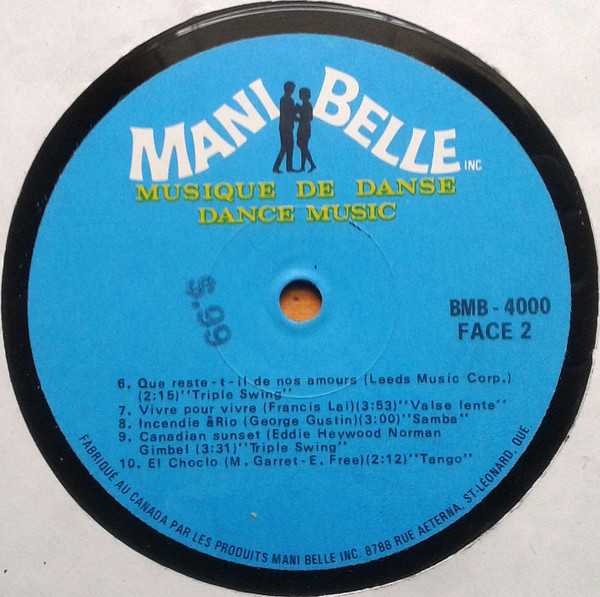 MANI BELLE INC
MUSIQUE DE DANSE
DANCE MUSIC
$.99
BMB - 4000
FACE 2
6. Que reste-t-il de nos amours (Leeds Music Corp.)
(2:15)"Triple Swing"
7. Vivre pour vivre (Francis Lai)(3:53)"Valse lente"
8. Incendie àRio (George Gustin)(3:00)"Samba"
9. Canadian sunset (Eddie Heywood Norman
Gimbel (3:31)"Triple Swing"
10. El Choclo (M. Garret-E. Free)(2:12)"Tango"
FABRIQUÉ AU CANADA PAR LES PRODUITS MANI BELLE INC. 8788 RUE AETERNA, ST-LÉONARD, QUE.